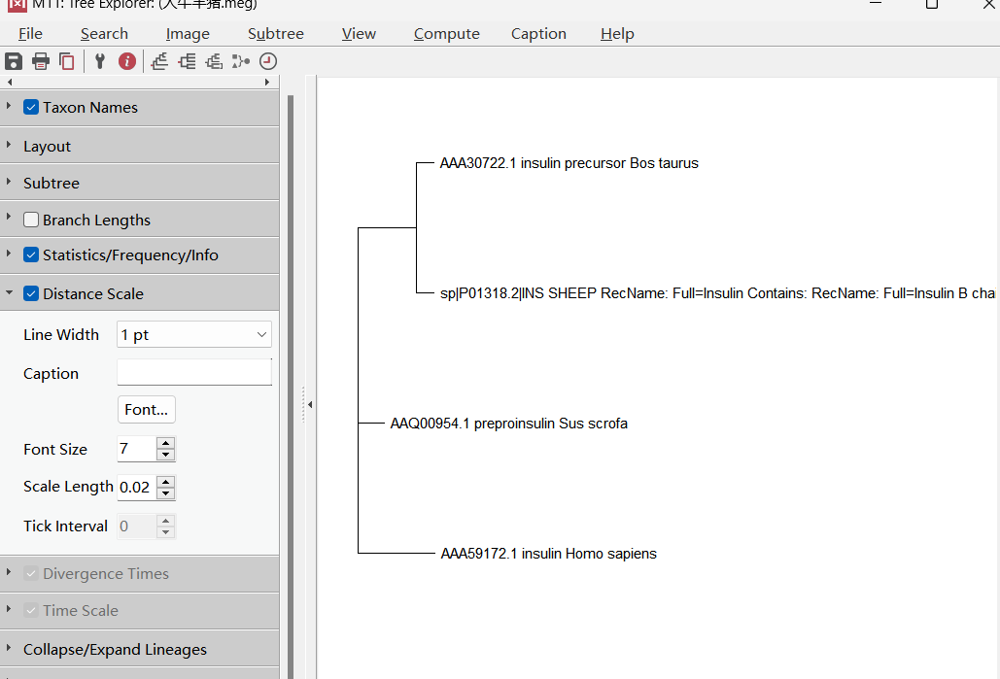 M11: Tree Explorer: (人牛羊猪.meg)
File Search Image Subtree View Compute Caption Help
Taxon Names
Layout
Subtree
Branch Lengths
Statistics/Frequency/Info
Distance Scale
Line Width 1 pt
Caption
Font...
Font Size 7
Scale Length 0.02
Tick Interval 0
Divergence Times
Time Scale
Collapse/Expand Lineages
AAA30722.1 insulin precursor Bos taurus
sp|P01318.2|INS SHEEP RecName: Full=Insulin Contains: RecName: Full=Insulin B cha
AAQ00954.1 preproinsulin Sus scrofa
AAA59172.1 insulin Homo sapiens